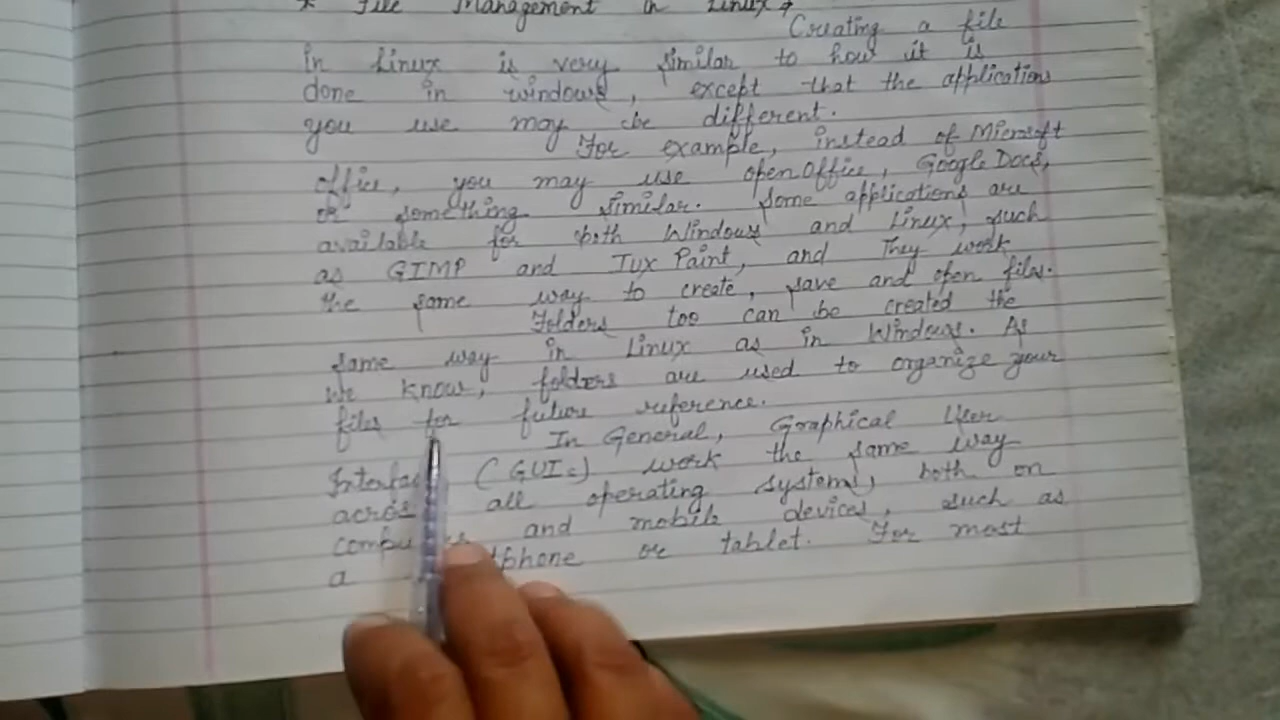 * File Management in Linux →
Creating a file
in Linux is very similar to how it is
done in windows, except that the applications
you use may be different.
For example, instead of Microsoft
office, you may use openOffice, Google Docs,
or something similar. Some applications are
available for both Windows and Linux, such
as GIMP and Tux Paint, and They work
the same way to create, save and open files.
Folders too can be created the
same way in Linux as in Windows. As
We know, folders are used to organize your
files for future reference.
In General, Graphical User
(GUIs) work the same way
all operating systems, both on
and mobile devices, such as
a or tablet. For most